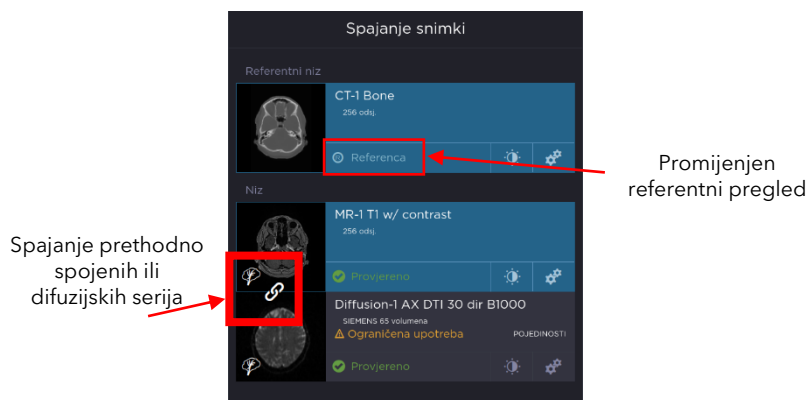 Spajanje snimki
Referentni niz
CT-1 Bone
256 odsj.
Referenca
Promijenjen
referentni pregled
Niz
MR-1 T1 w/ contrast
256 odsj.
Provjereno
Spajanje prethodno
spojenih ili
difuzijskih serija
Diffusion-1 AX DTI 30 dir B1000
SIEMENS 65 volumena
Ograničena upotreba
POJEDINOSTI
Provjereno